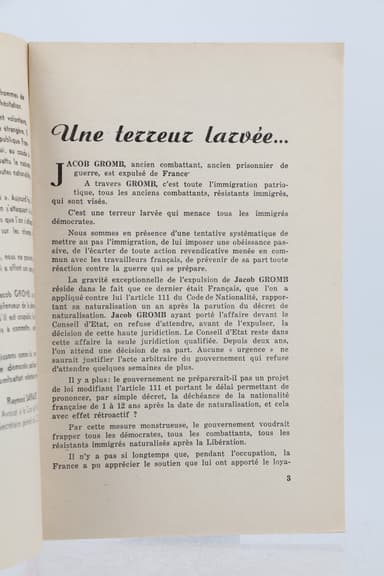 hommes de
volontaire,
étrangère. Il
publique Fran-
». Aujourd'hu
Jacob GROMB
Une terreur larvée...
JACOB GROMB, ancien combattant, ancien prisonnier de
guerre, est expulsé de France
A travers GROMB, c'est toute l'immigration patrio-
tique, tous les anciens combattants, résistants immigrés,
qui sont visés.
C'est une terreur larvée qui menace tous les immigrés
démocrates.
Nous sommes en présence d'une tentative systématique de
mettre au pas l'immigration, de lui imposer une obéissance pas-
sive, de l'écarter de toute action revendicative menée en com-
mun avec les travailleurs français, de prévenir de sa part toute
réaction contre la guerre qui se prépare.
La gravité exceptionnelle de l'expulsion de Jacob GROMB
réside dans le fait que ce dernier était Français, que l'on a
appliqué contre lui l'article 111 du Code de Nationalité, rappor-
tant sa naturalisation un an après la parution du décret de
naturalisation. Jacob GROMB ayant porté l'affaire devant le
Conseil d'Etat, on refuse d'attendre, avant de l'expulser, la
décision de cette haute juridiction. Le Conseil d'Etat reste dans
cette affaire la seule juridiction qualifiée. Depuis deux ans,
l'on attend une décision de sa part. Aucune « urgence » ne
saurait justifier l'acte arbitraire du gouvernement qui refuse
d'attendre quelques semaines de plus.
Il y a plus: le gouvernement ne préparerait-il pas un projet
de loi modifiant l'article 111 et portant le délai permettant de
prononcer, par simple décret, la déchéance de la nationalité
française de 1 à 12 ans après la date de naturalisation, et cela
avec effet rétroactif ?
Par cette mesure monstrueuse, le gouvernement voudrait
frapper tous les démocrates, tous les combattants, tous les
résistants immigrés naturalisés après la Libération.
Il n'y a pas si longtemps que, pendant l'occupation, la
France a pu apprécier le soutien que lui ont apporté le loya-
3